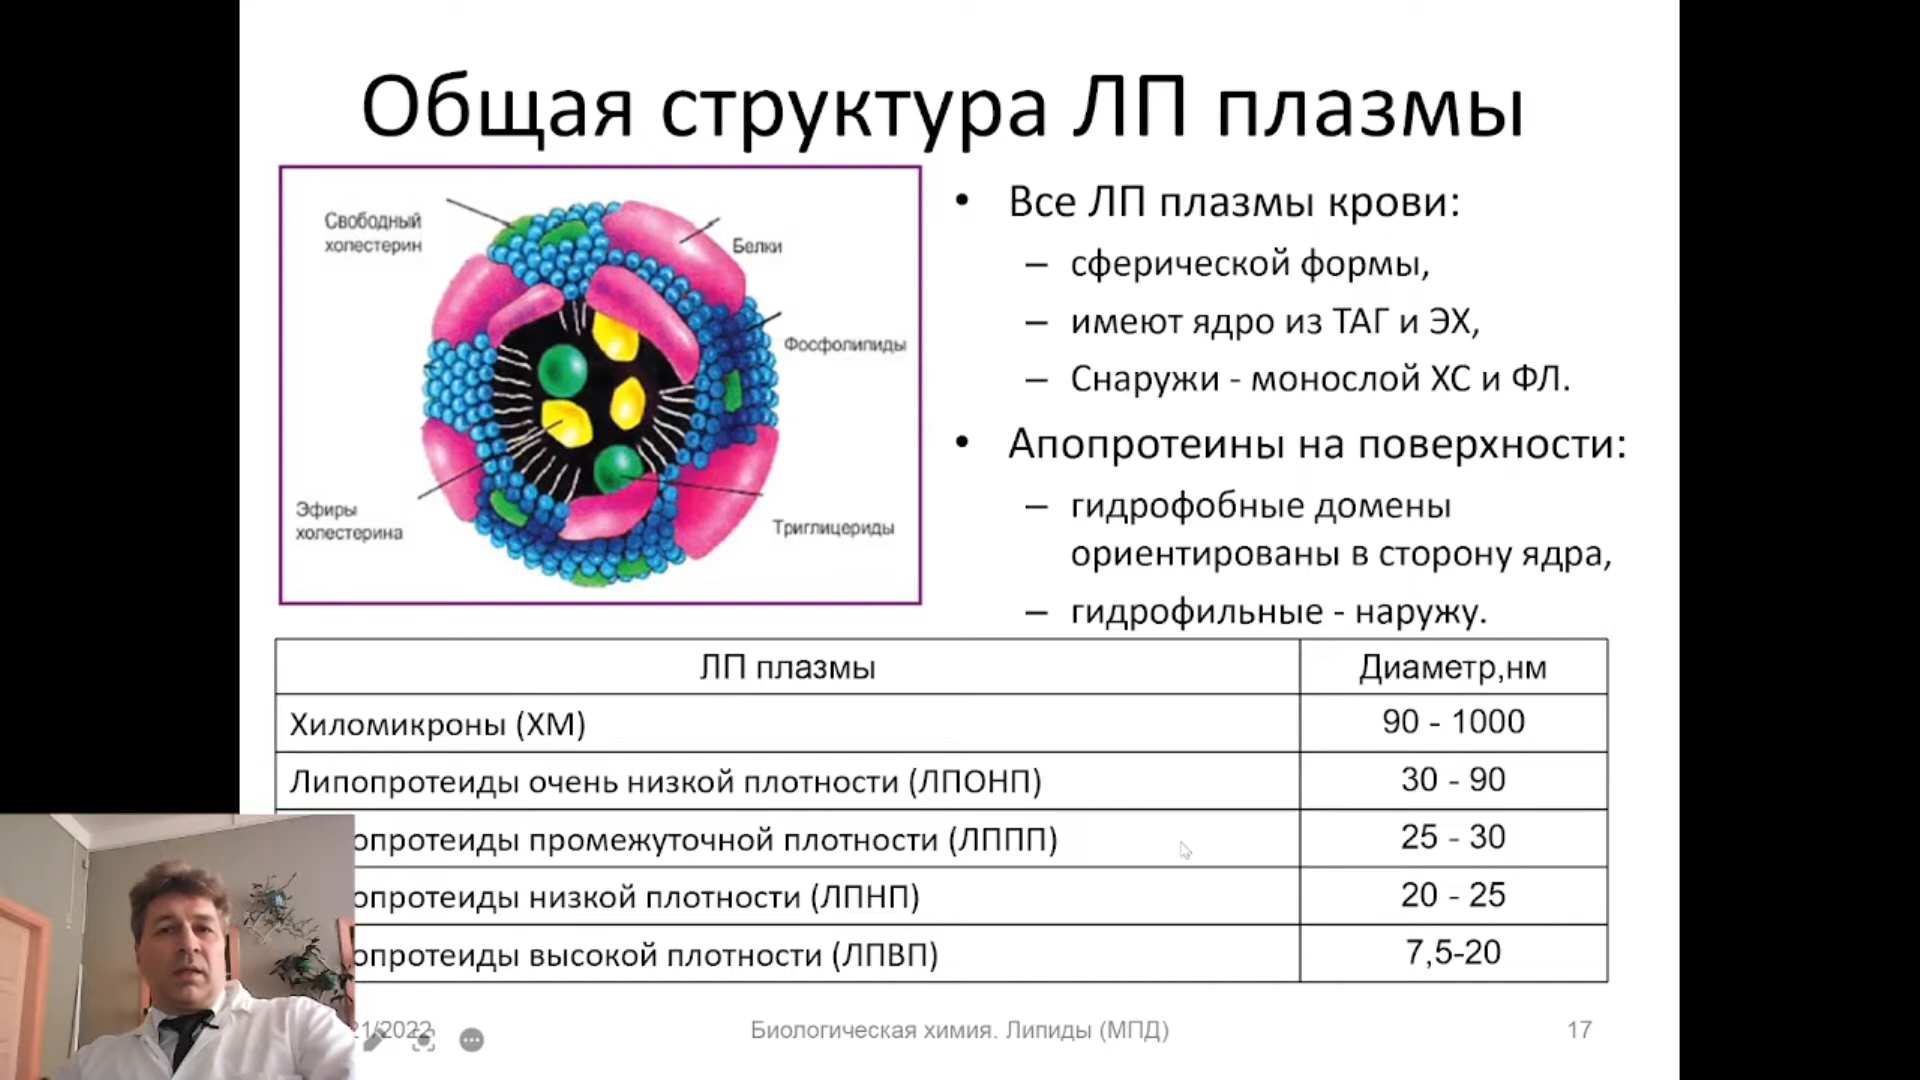 Общая структура ЛП плазмы
Свободный
холестерин
Белки
Фосфолипиды
Эфиры
холестерина
Триглицериды
• Все ЛП плазмы крови:
– сферической формы,
– имеют ядро из ТАГ и ЭХ,
– Снаружи - монослой ХС и ФЛ.
• Апопротеины на поверхности:
– гидрофобные домены
ориентированы в сторону ядра,
– гидрофильные - наружу.
ЛП плазмы Диаметр,нм
Хиломикроны (ХМ) 90 - 1000
Липопротеиды очень низкой плотности (ЛПОНП) 30 - 90
опротеиды промежуточной плотности (ЛППП) 25 - 30
опротеиды низкой плотности (ЛПНП) 20 - 25
опротеиды высокой плотности (ЛПВП) 7,5-20
21/2022 Биологическая химия. Липиды (МПД) 17